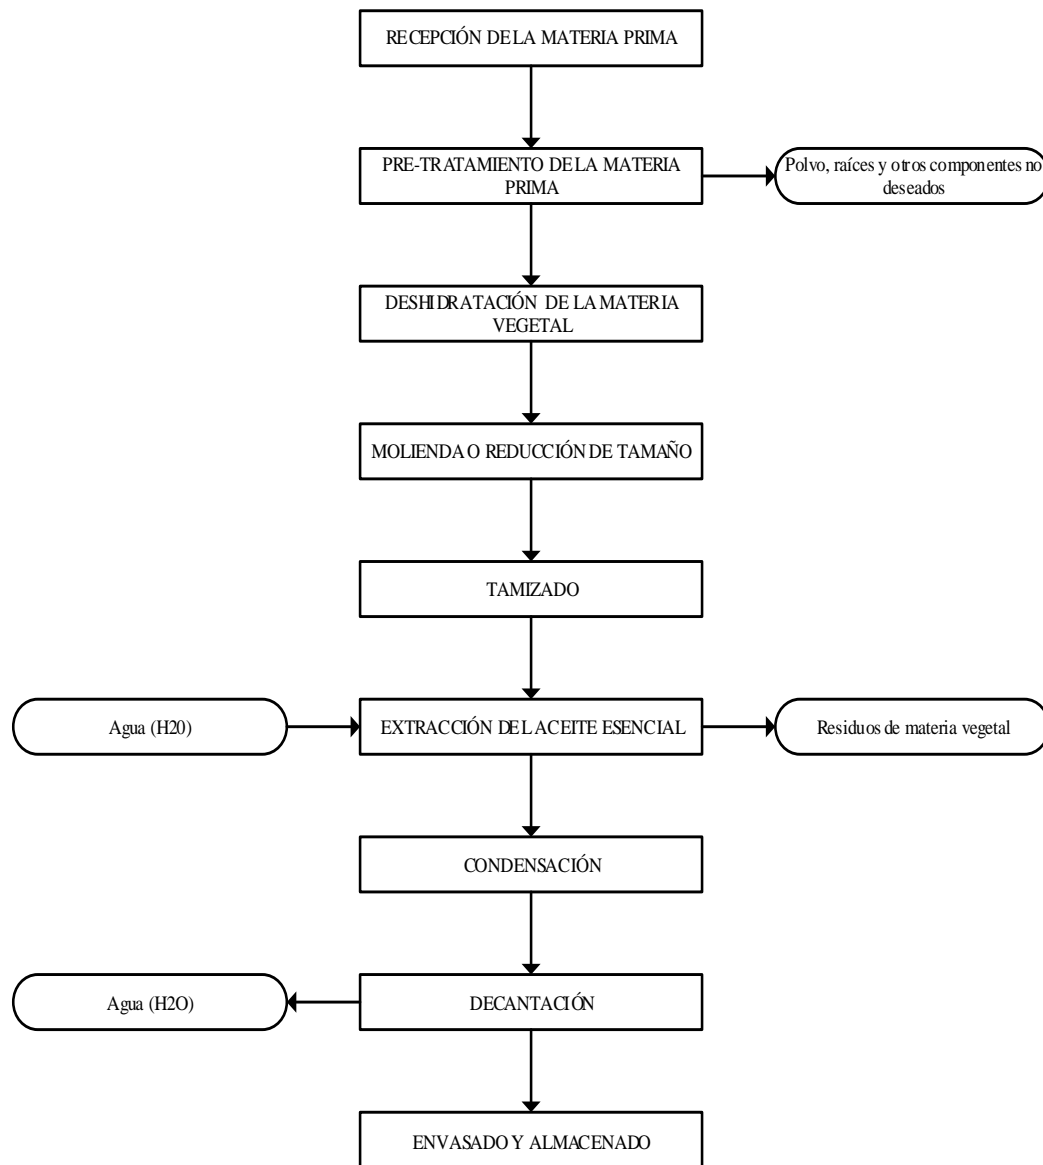 RECEPCIÓN DE LA MATERIA PRIMA
PRE-TRATAMIENTO DE LA MATERIA
PRIMA
Polvo, raíces y otros componentes no
deseados
DESHIDRATACIÓN DE LA MATERIA
VEGETAL
MOLIENDA O REDUCCIÓN DE TAMAÑO
TAMIZADO
Agua (H20)
EXTRACCIÓN DEL ACEITE ESENCIAL
Residuos de materia vegetal
CONDENSACIÓN
Agua (H2O)
DECANTACIÓN
ENVASADO Y ALMACENADO